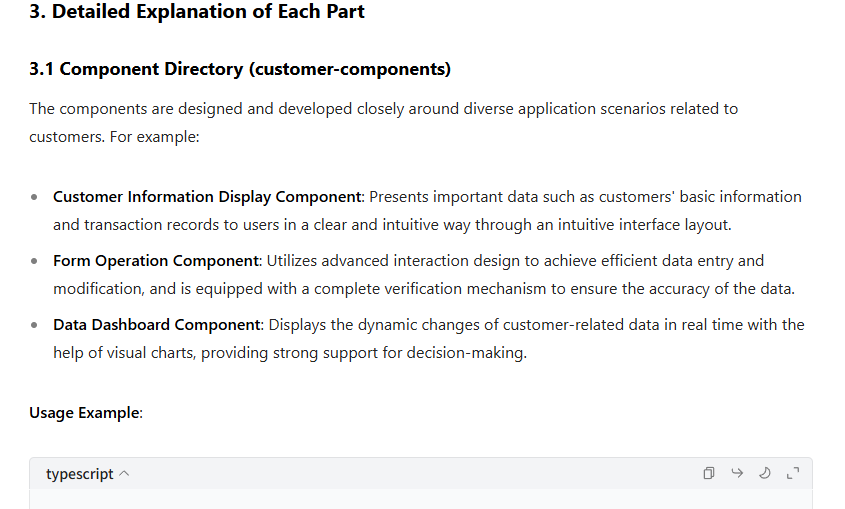 3. Detailed Explanation of Each Part
3.1 Component Directory (customer-components)
The components are designed and developed closely around diverse application scenarios related to
customers. For example:
Customer Information Display Component: Presents important data such as customers' basic information
and transaction records to users in a clear and intuitive way through an intuitive interface layout.
Form Operation Component: Utilizes advanced interaction design to achieve efficient data entry and
modification, and is equipped with a complete verification mechanism to ensure the accuracy of the data.
Data Dashboard Component: Displays the dynamic changes of customer-related data in real time with the
help of visual charts, providing strong support for decision-making.
Usage Example:
typescript